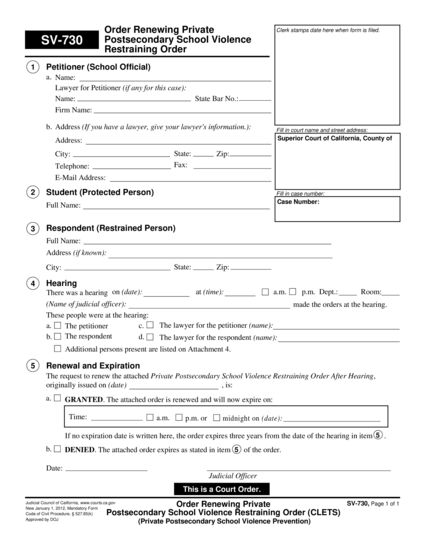 SV-730
Order Renewing Private
Postsecondary School Violence
Restraining Order
Clerk stamps date here when form is filed.
1 Petitioner (School Official)
a. Name:
Lawyer for Petitioner (if any for this case):
Name: State Bar No.:
Firm Name:
b. Address (If you have a lawyer, give your lawyer's information.):
Address:
City: State: Zip:
Telephone: Fax:
E-Mail Address:
Fill in court name and street address:
Superior Court of California, County of
2 Student (Protected Person)
Full Name:
Fill in case number:
Case Number:
3 Respondent (Restrained Person)
Full Name:
Address (if known):
City: State: Zip:
4 Hearing
There was a hearing on (date): at (time): a.m. p.m. Dept.: Room:
(Name of judicial officer): made the orders at the hearing.
These people were at the hearing:
a. The petitioner c. The lawyer for the petitioner (name):
b. The respondent d. The lawyer for the respondent (name):
Additional persons present are listed on Attachment 4.
5 Renewal and Expiration
The request to renew the attached Private Postsecondary School Violence Restraining Order After Hearing,
originally issued on (date) , is:
a. GRANTED. The attached order is renewed and will now expire on:
Time: a.m. p.m. or midnight on (date):
If no expiration date is written here, the order expires three years from the date of the hearing in item 5 .
b. DENIED. The attached order expires as stated in item 5 of the order.
Date:
Judicial Officer
This is a Court Order.
Judicial Council of California, www.courts.ca.gov
New January 1, 2012, Mandatory Form
Code of Civil Procedure, § 527.85(k)
Approved by DOJ
Order Renewing Private
Postsecondary School Violence Restraining Order (CLETS)
(Private Postsecondary School Violence Prevention)
SV-730, Page 1 of 1